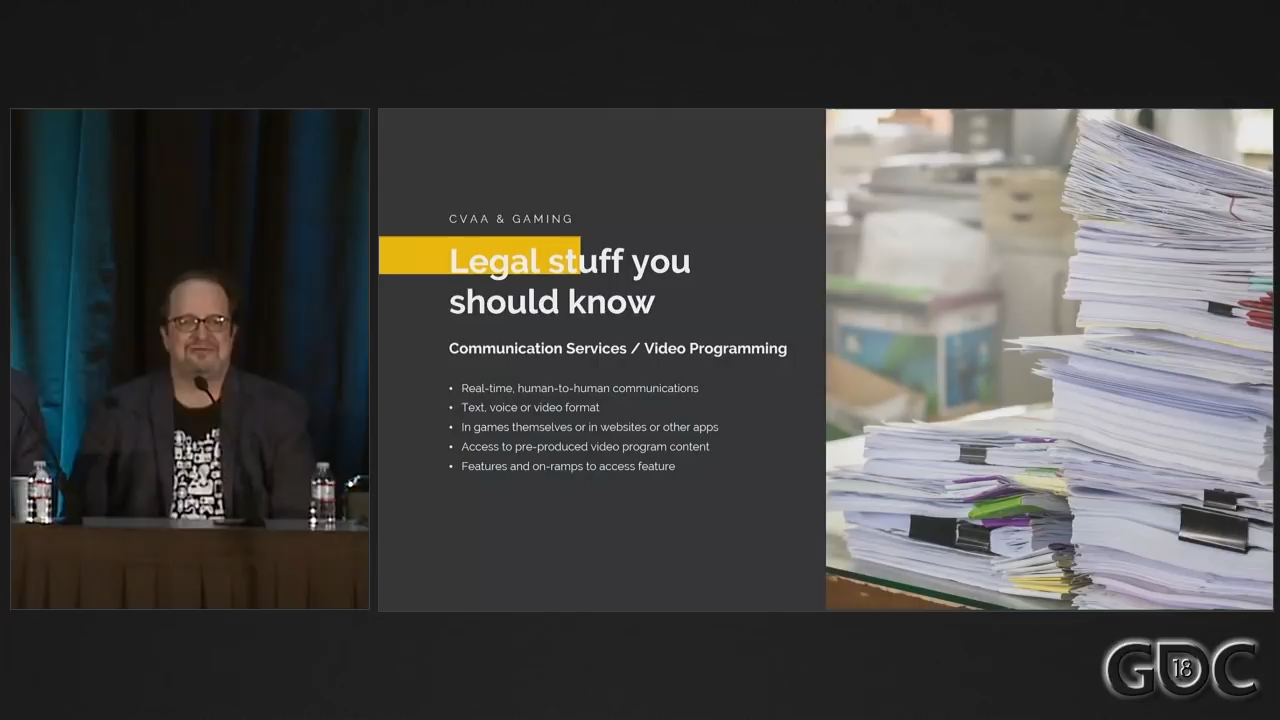 CVAA & GAMING
Legal stuff you
should know
Communication Services / Video Programming
• Real-time, human-to-human communications
• Text, voice or video format
• In games themselves or in websites or other apps
• Access to pre-produced video program content
• Features and on-ramps to access feature
GDC
18